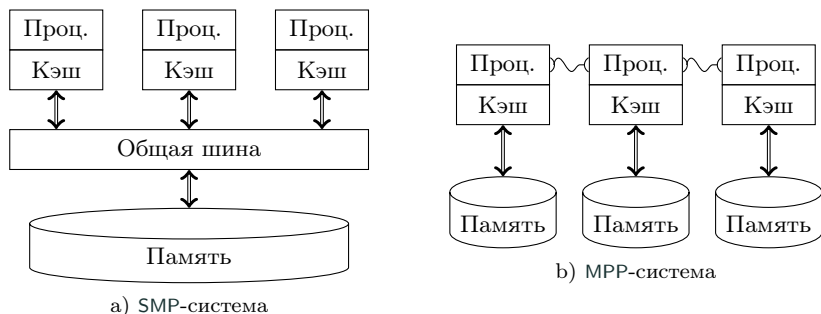 Проц. Проц. Проц.
Кэш Кэш Кэш
Общая шина
Память
a) SMP-система
Проц. Проц. Проц.
Кэш Кэш Кэш
Память Память Память
b) MPP-система